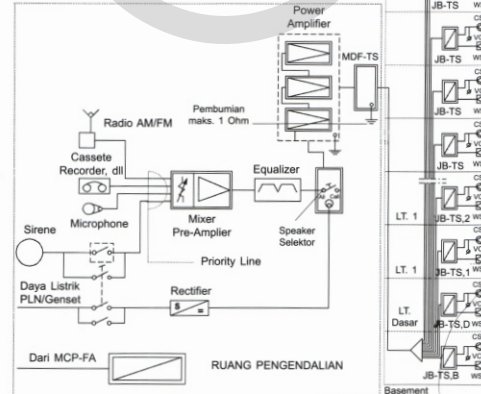 Power
Amplifier
MDF-TS
Pembumian
maks. 1 Ohm
Radio AM/FM
Cassete
Recorder, dll
Microphone
Sirene
Mixer
Pre-Amplier
Equalizer
All
Call
Speaker
Selektor
Priority Line
Daya Listrik
PLN/Genset
Rectifier
S
=
Dari MCP-FA
RUANG PENGENDALIAN
JB-TS
JB-TS
JB-TS
JB-TS
LT. 1
JB-TS,2
LT. 1
JB-TS,1
LT.
Dasar
JB-TS,D
JB-TS,B
Basement